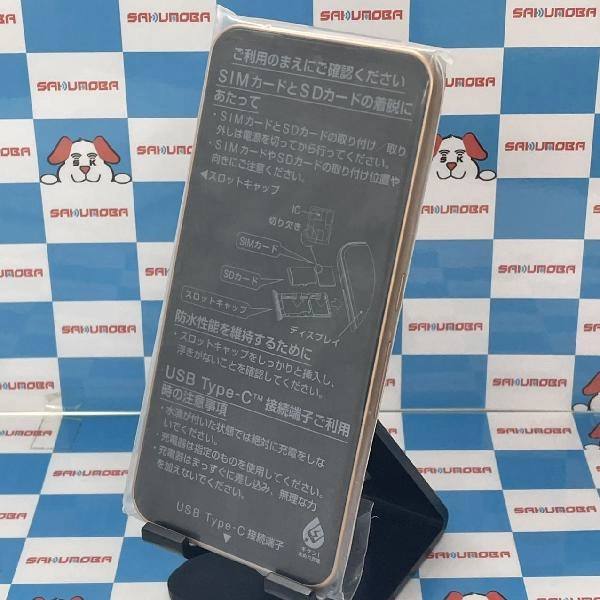 ご利用のまえにご確認ください
SIMカードとSDカードの着脱に
あたって
・SIMカードとSDカードの取り付け／取り
外しは電源を切ってから行ってください。
・SIMカードやSDカードの取り付け位置や
向きにご注意ください。
◀スロットキャップ
IC
切り欠き
SIMカード
SDカード
スロットキャップ
ディスプレイ
防水性能を維持するために
・スロットキャップをしっかりと挿入し、
浮きがないことを確認してください。
USB Type-C™ 接続端子ご利用
時の注意事項
・水滴が付いた状態では絶対に充電をしな
いでください。
・充電器は指定のものを使用してください。
・充電器はまっすぐに差し込み、無理な力
を加えないでください。
USB Type-C 接続端子
▼
SAKUMOBA
SAKUMOBA
SAKUMOBA
SAKUMOBA
SAKUMOBA
SAKUMOBA
SAKUMOBA
SAKUMOBA
SAKUMOBA
SAKUMOBA
SAKUMOBA
SAKUMOBA
SK